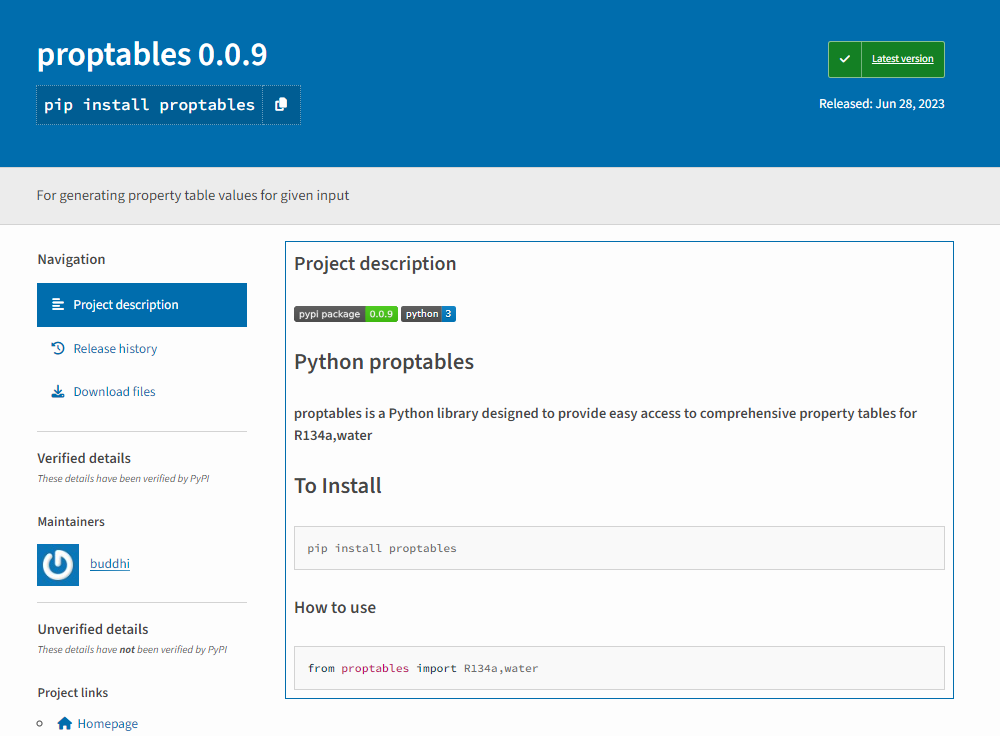 proptables 0.0.9
pip install proptables
Latest version
Released: Jun 28, 2023
For generating property table values for given input
Navigation
Project description
Release history
Download files
Verified details
These details have been verified by PyPI
Maintainers
buddhi
Unverified details
These details have not been verified by PyPI
Project links
Homepage
Project description
pypi package 0.0.9 python 3
Python proptables
proptables is a Python library designed to provide easy access to comprehensive property tables for
R134a,water
To Install
pip install proptables
How to use
from proptables import R134a,water